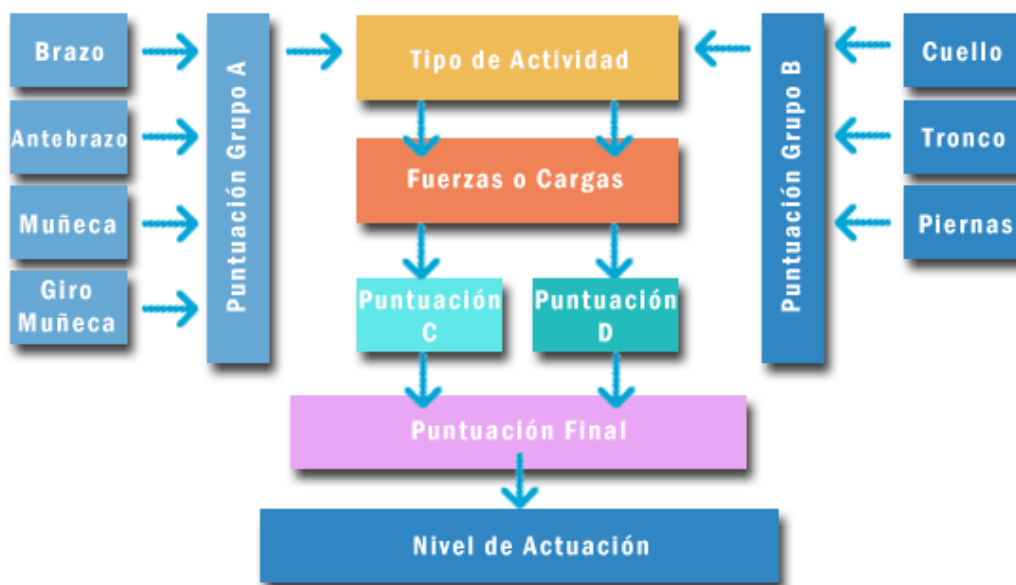 Brazo
Antebrazo
Muñeca
Giro
Muñeca
Puntuación Grupo A
Tipo de Actividad
Fuerzas o Cargas
Puntuación
C
Puntuación
D
Puntuación Final
Nivel de Actuación
Puntuación Grupo B
Cuello
Tronco
Piernas